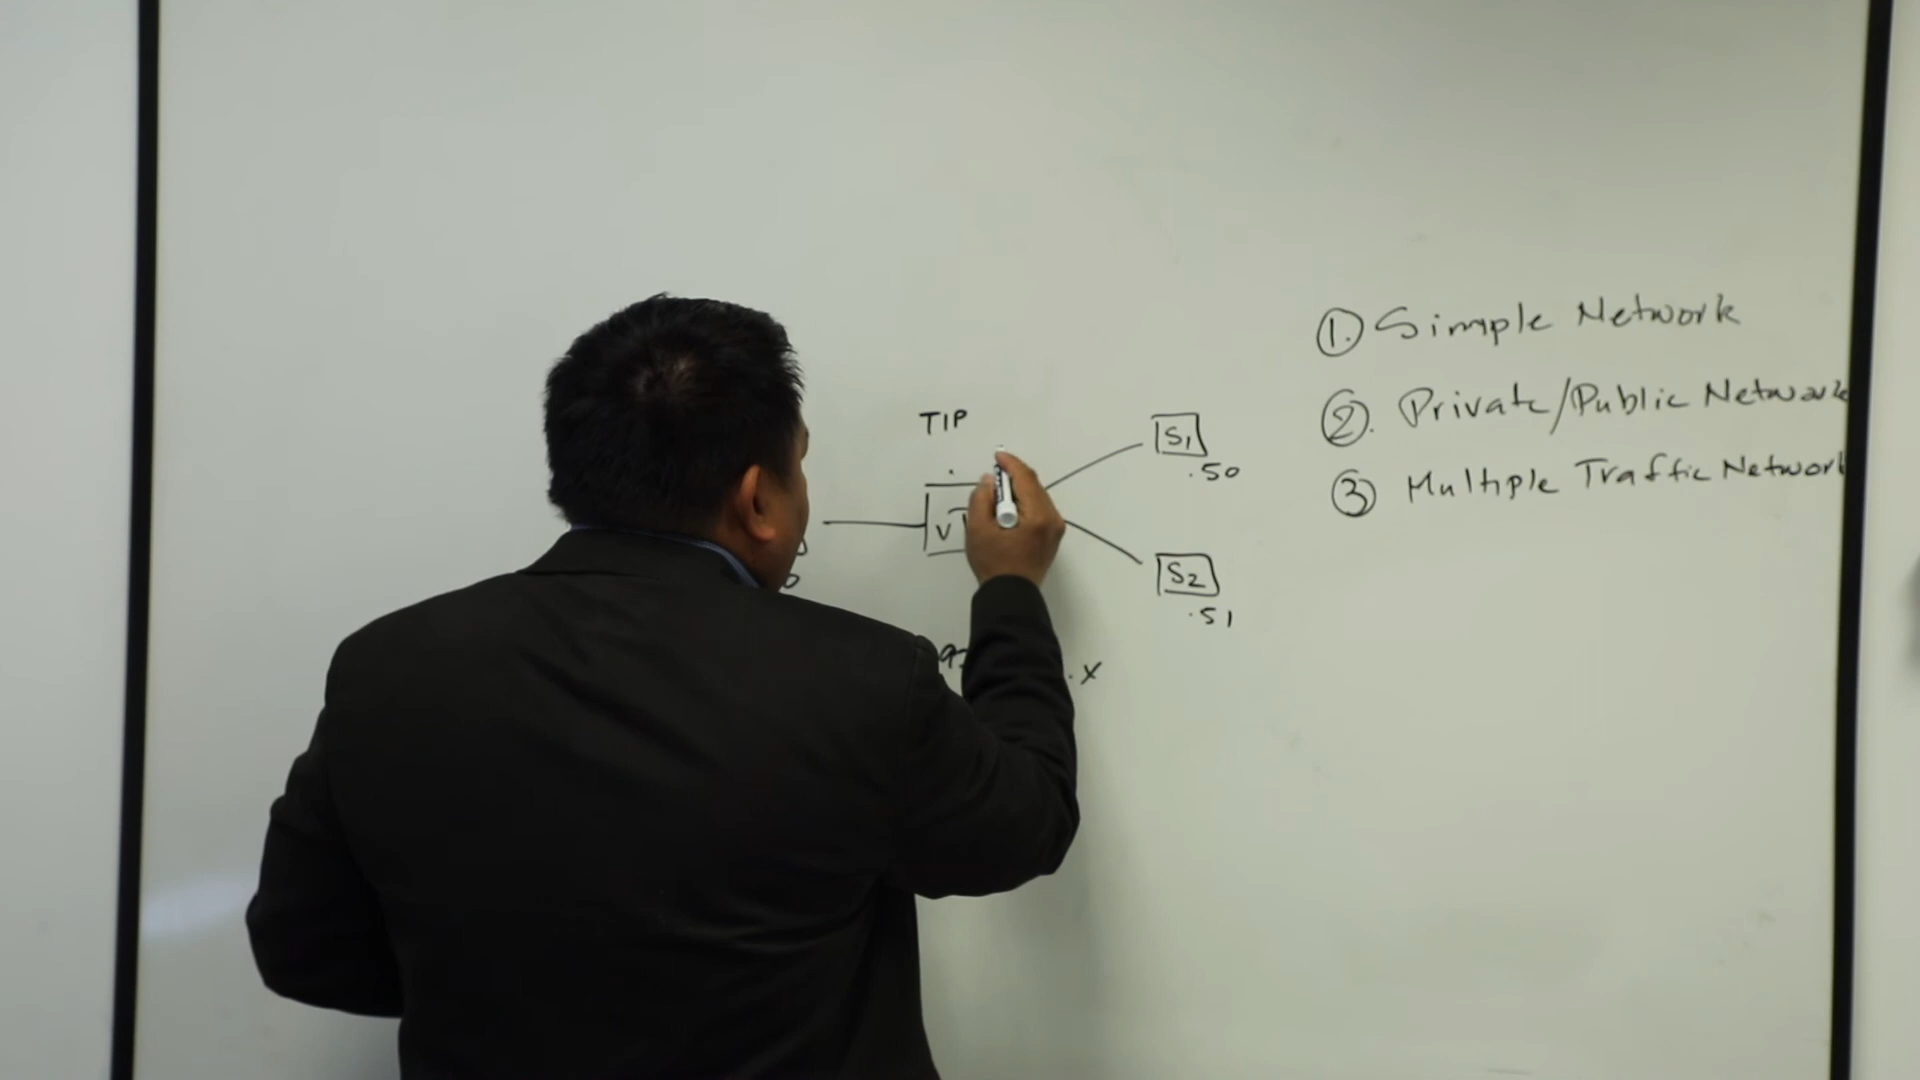 ①. Simple Network
②. Private/Public Network
③ Multiple Traffic Network
TIP
S1
.50
S2
.51
.x